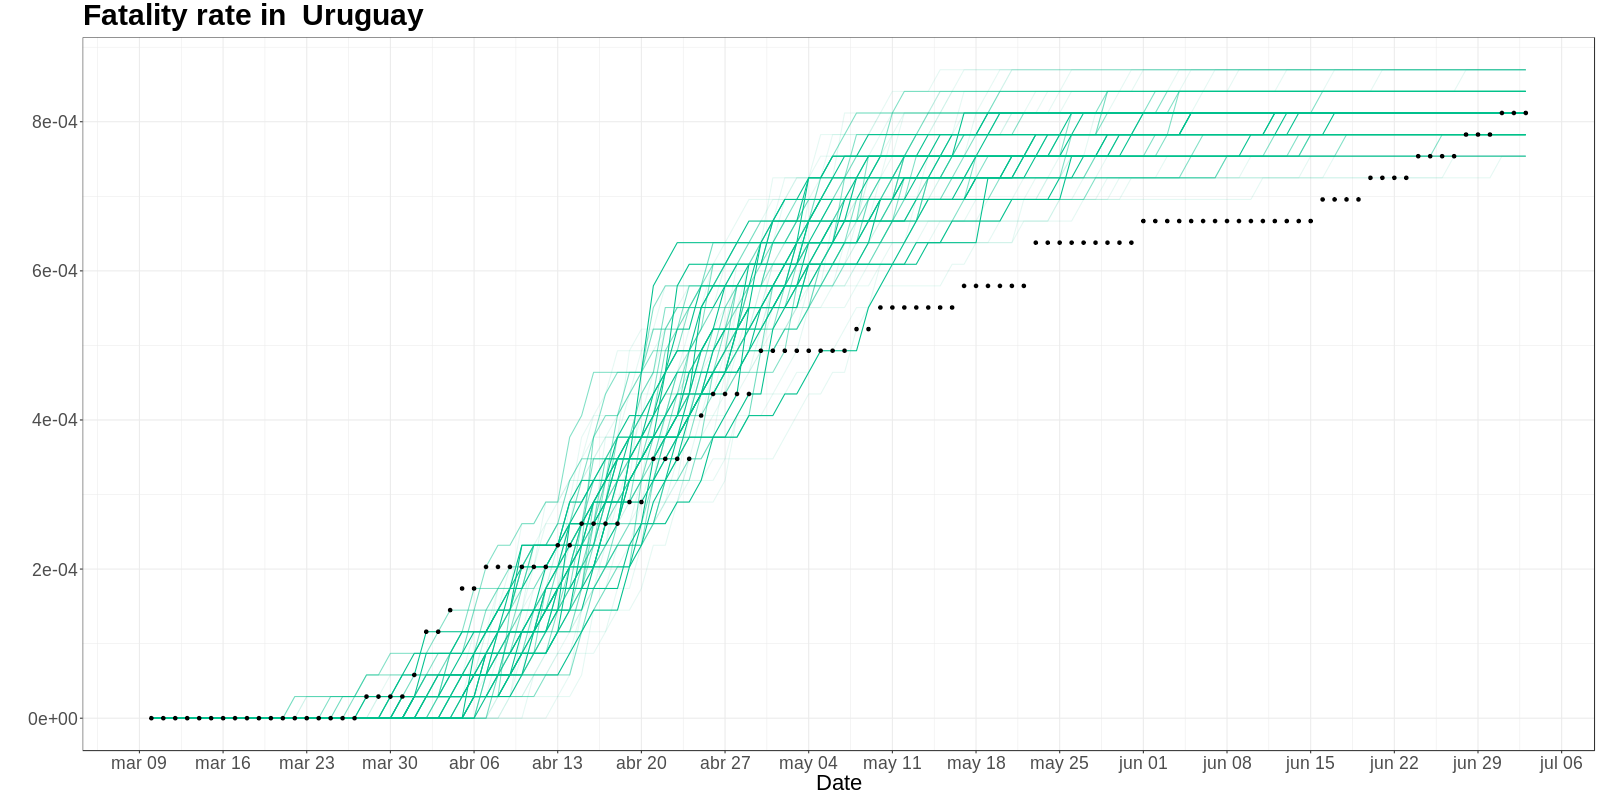 Fatality rate in  Uruguay
8e-04
6e-04
4e-04
2e-04
0e+00
mar 09 mar 16 mar 23 mar 30 abr 06 abr 13 abr 20 abr 27 may 04 may 11 may 18 may 25 jun 01 jun 08 jun 15 jun 22 jun 29 jul 06
Date